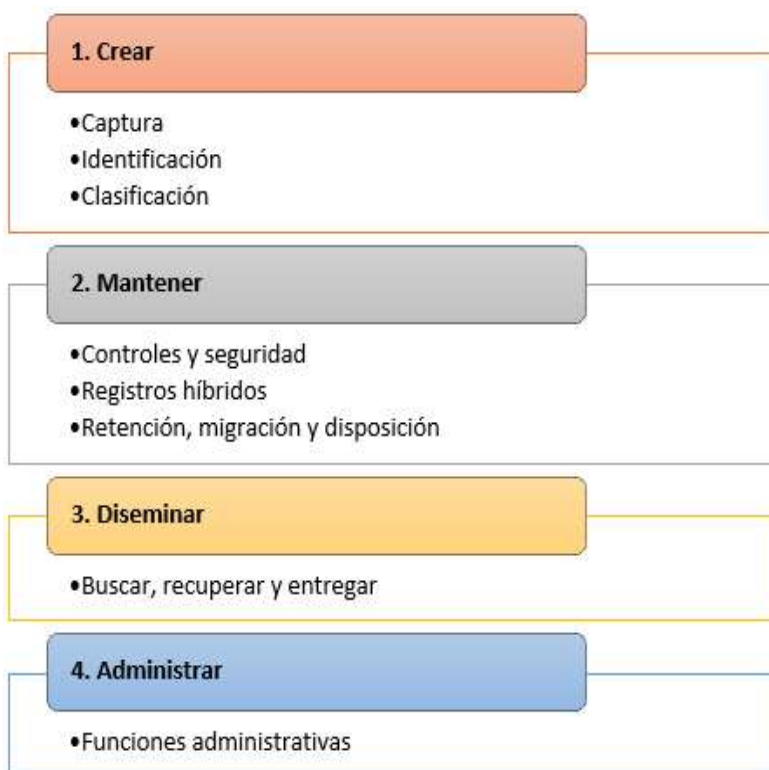 1. Crear
•Captura
•Identificación
•Clasificación
2. Mantener
•Controles y seguridad
•Registros híbridos
•Retención, migración y disposición
3. Diseminar
•Buscar, recuperar y entregar
4. Administrar
•Funciones administrativas